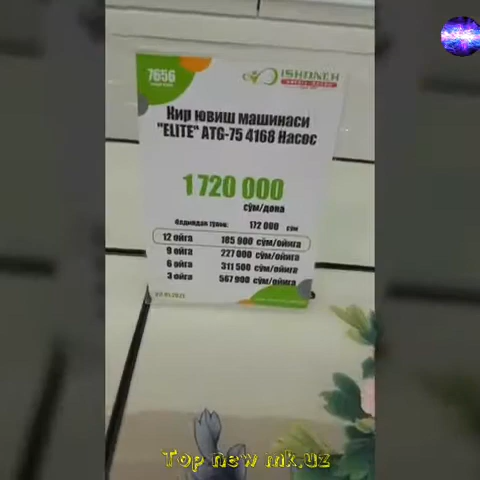 7656
ISHONCH
Кир ювиш машинаси
"ELITE" ATG-75 4168 Насос
1 720 000
сўм/дона
172 000 сўм
12 ойга 185 900 сўм/ойига
9 ойга 227 000 сўм/ойига
6 ойга 311 500 сўм/ойига
3 ойга 567 900 сўм/ойига
Top new mk.uz